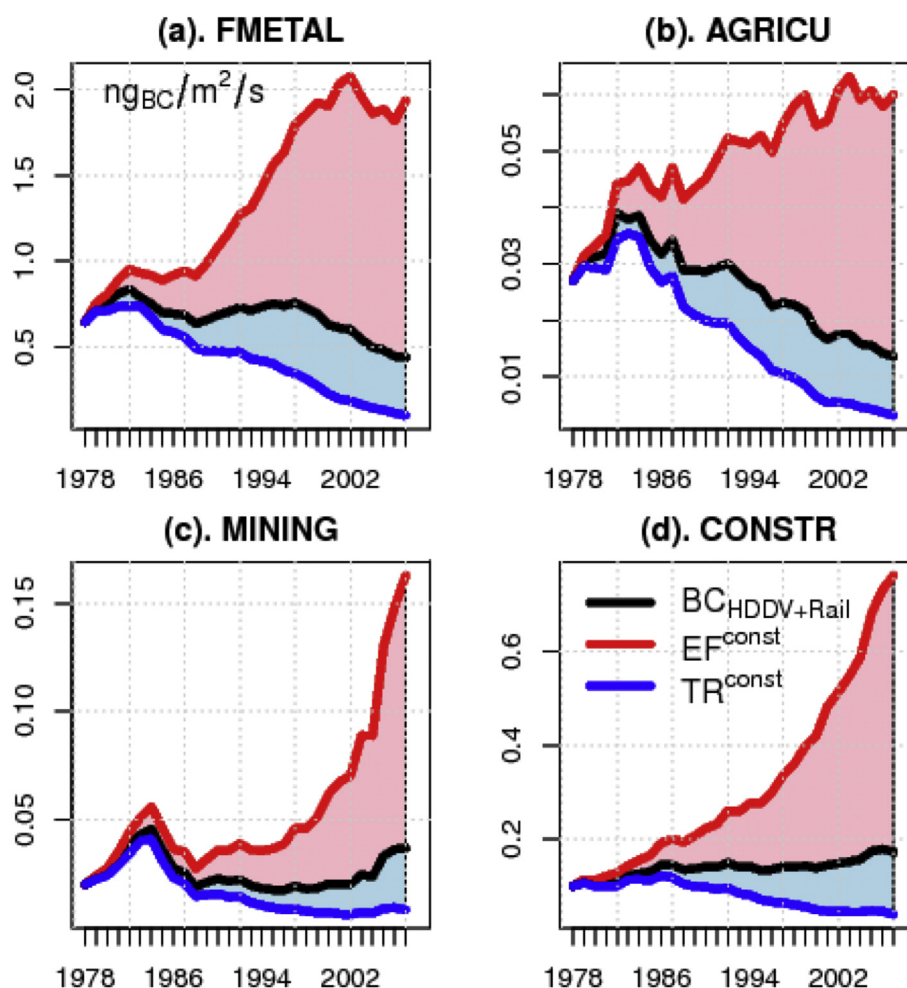 (a). FMETAL
ng_BC/m²/s
2.0
1.5
1.0
0.5
1978 1986 1994 2002
(b). AGRICU
0.05
0.03
0.01
1978 1986 1994 2002
(c). MINING
0.15
0.10
0.05
1978 1986 1994 2002
(d). CONSTR
BC_HDDV+Rail
EF^const
TR^const
0.6
0.4
0.2
1978 1986 1994 2002